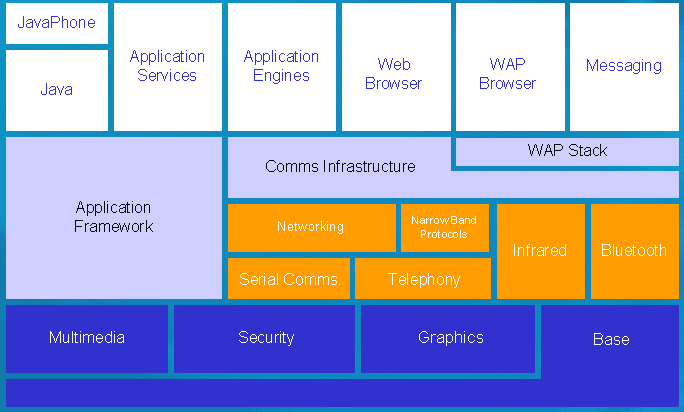 JavaPhone
Java
Application
Services
Application
Engines
Web
Browser
WAP
Browser
Messaging
Application
Framework
Comms Infrastructure
WAP Stack
Networking
NarrowBand
Protocols
Infrared
Bluetooth
Serial Comms.
Telephony
Multimedia
Security
Graphics
Base